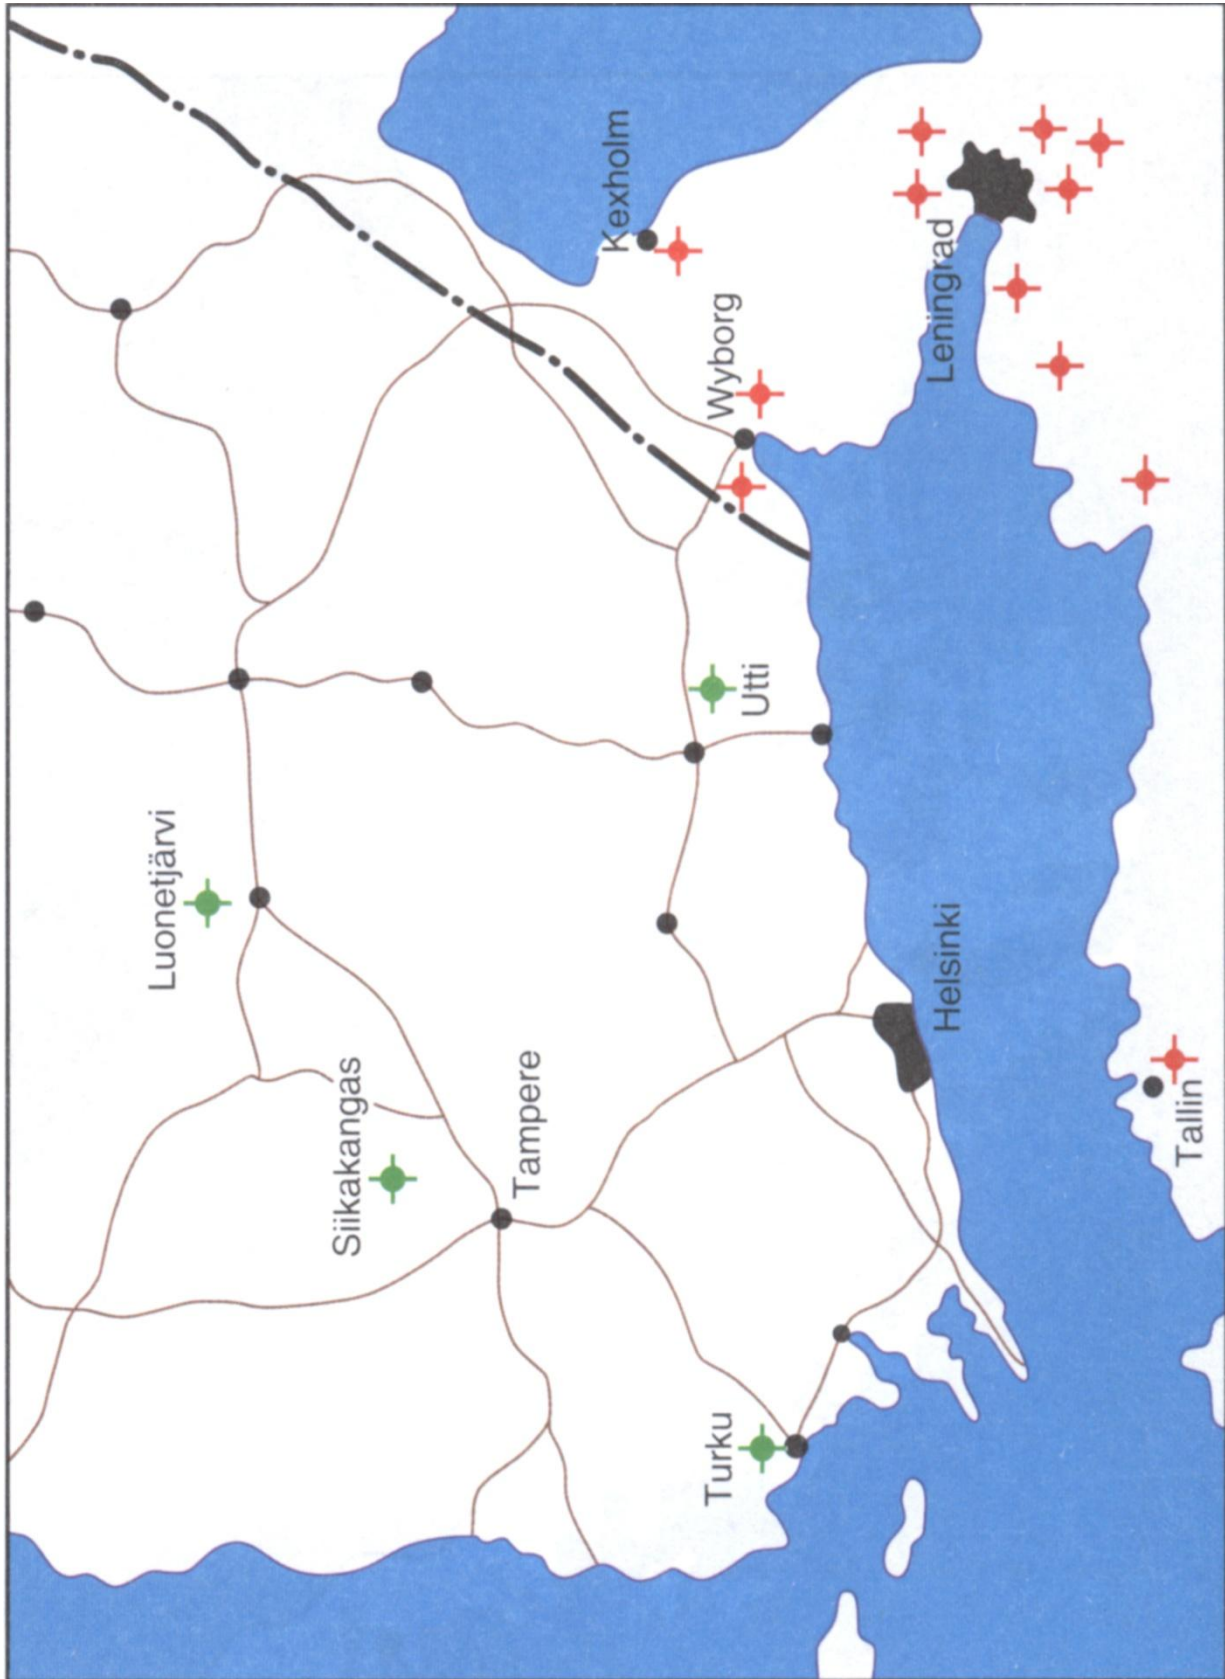 Luonetjärvi
Siikakangas
Tampere
Kexholm
Utti
Wyborg
Turku
Helsinki
Leningrad
Tallin